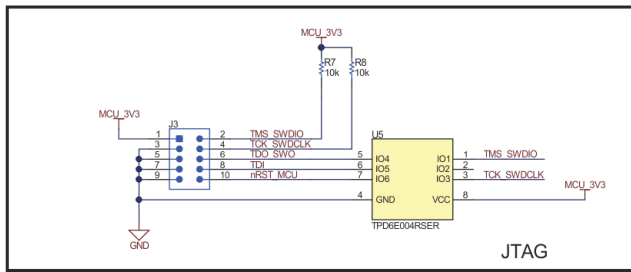 MCU_3V3
R7 R8
10k 10k
MCU_3V3
J3
1 2 TMS_SWDIO
3 4 TCK_SWDCLK
5 6 TDO_SWO
7 8 TDI
9 10 nRST_MCU
U5
5 IO4 IO1 1 TMS_SWDIO
6 IO5 IO2 2
7 IO6 IO3 3 TCK_SWDCLK
MCU_3V3
4 GND VCC 8
TPD6E004RSER
GND
JTAG